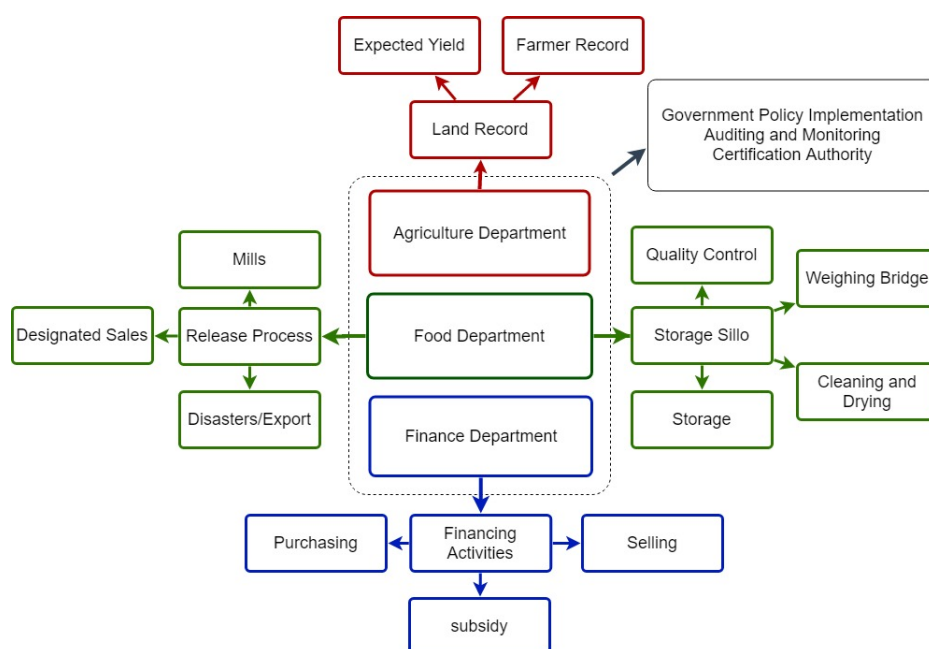 Expected Yield
Farmer Record
Land Record
Government Policy Implementation
Auditing and Monitoring
Certification Authority
Agriculture Department
Mills
Quality Control
Weighing Bridge
Designated Sales
Release Process
Food Department
Storage Sillo
Disasters/Export
Storage
Cleaning and
Drying
Finance Department
Purchasing
Financing
Activities
Selling
subsidy